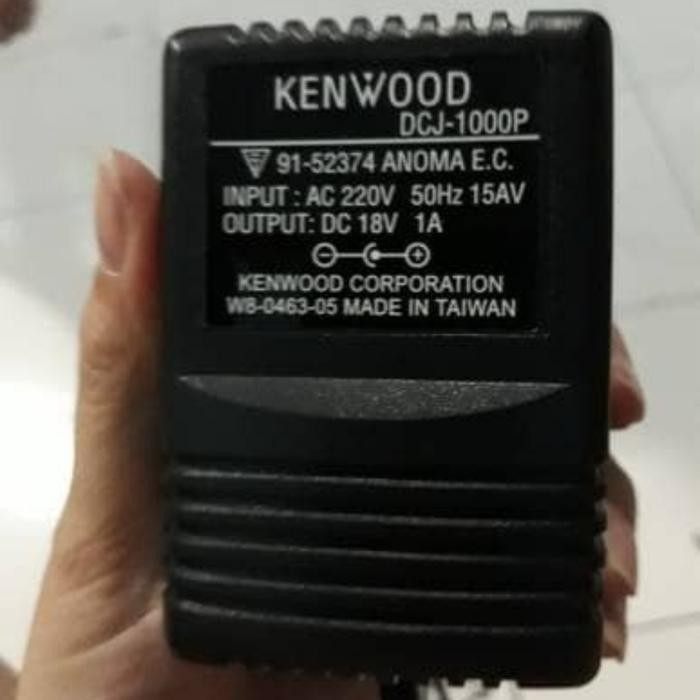 KENWOOD
DCJ-1000P
91-52374 ANOMA E.C.
INPUT : AC 220V 50Hz 15AV
OUTPUT: DC 18V 1A
KENWOOD CORPORATION
W8-0463-05 MADE IN TAIWAN